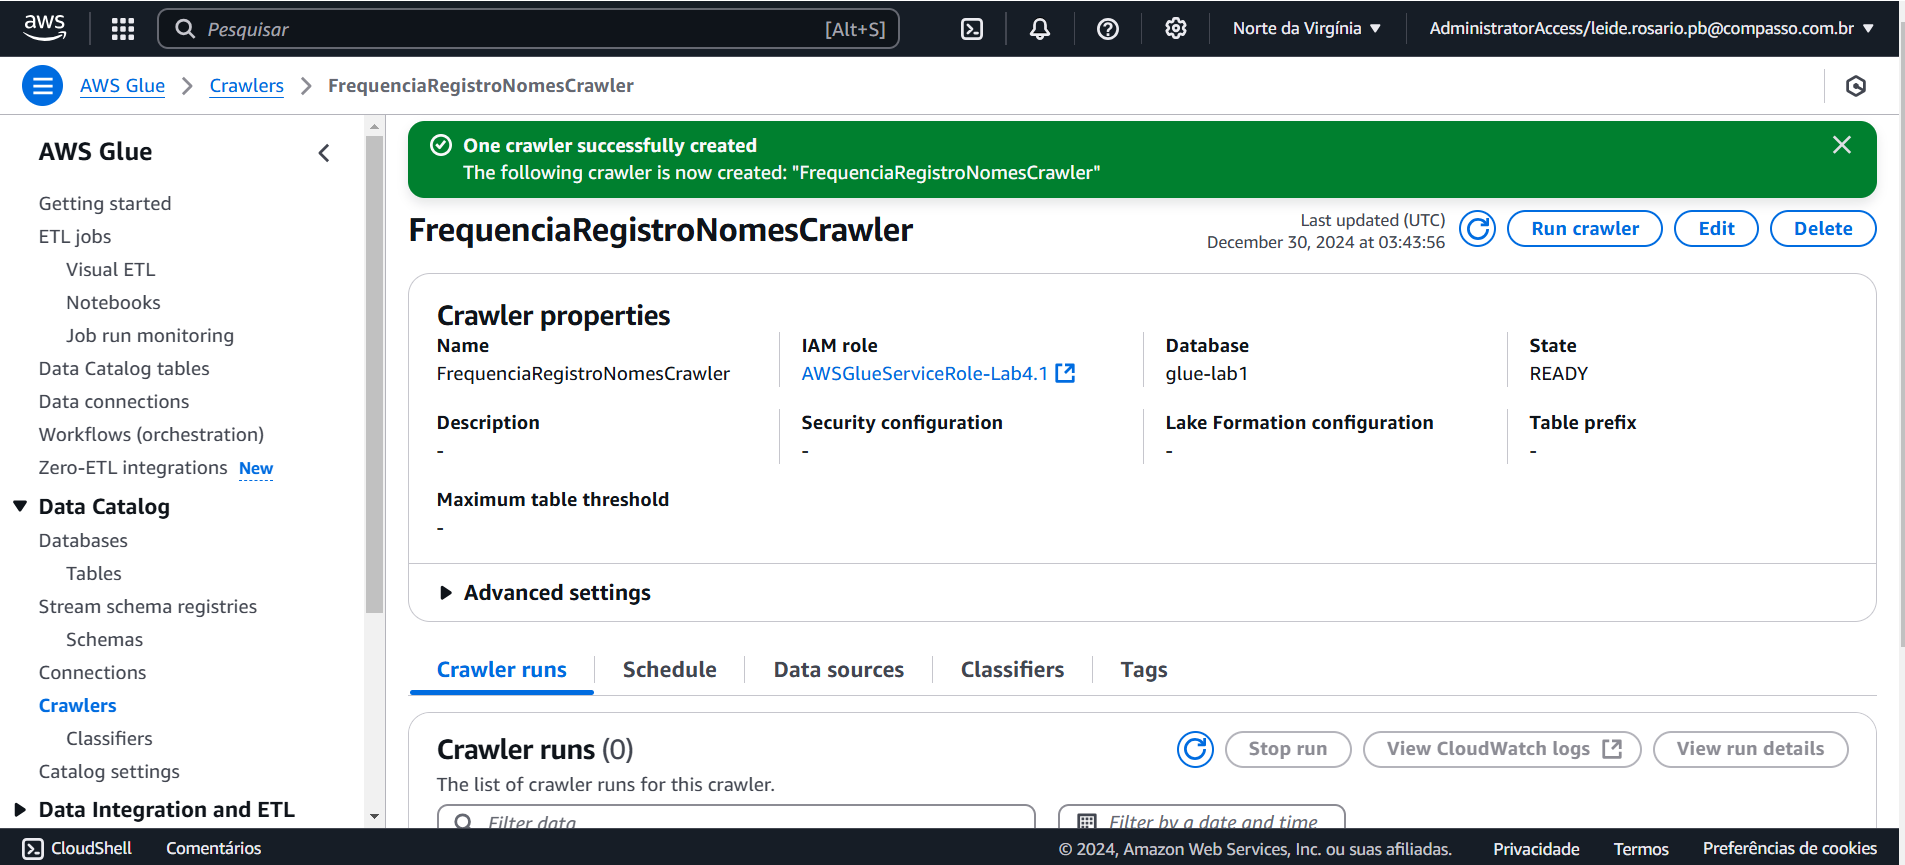 aws
Pesquisar [Alt+S]
Norte da Virgínia
AdministratorAccess/leide.rosario.pb@compasso.com.br
AWS Glue
Crawlers
FrequenciaRegistroNomesCrawler
AWS Glue
Getting started
ETL jobs
Visual ETL
Notebooks
Job run monitoring
Data Catalog tables
Data connections
Workflows (orchestration)
Zero-ETL integrations New
Data Catalog
Databases
Tables
Stream schema registries
Schemas
Connections
Crawlers
Classifiers
Catalog settings
Data Integration and ETL
One crawler successfully created
The following crawler is now created: "FrequenciaRegistroNomesCrawler"
FrequenciaRegistroNomesCrawler
Last updated (UTC)
December 30, 2024 at 03:43:56
Run crawler
Edit
Delete
Crawler properties
Name
FrequenciaRegistroNomesCrawler
IAM role
AWSGlueServiceRole-Lab4.1
Database
glue-lab1
State
READY
Description
-
Security configuration
-
Lake Formation configuration
-
Table prefix
-
Maximum table threshold
-
Advanced settings
Crawler runs
Schedule
Data sources
Classifiers
Tags
Crawler runs (0)
The list of crawler runs for this crawler.
Stop run
View CloudWatch logs
View run details
Filter data
Filter by a date and time
CloudShell
Comentários
© 2024, Amazon Web Services, Inc. ou suas afiliadas.
Privacidade
Termos
Preferências de cookies